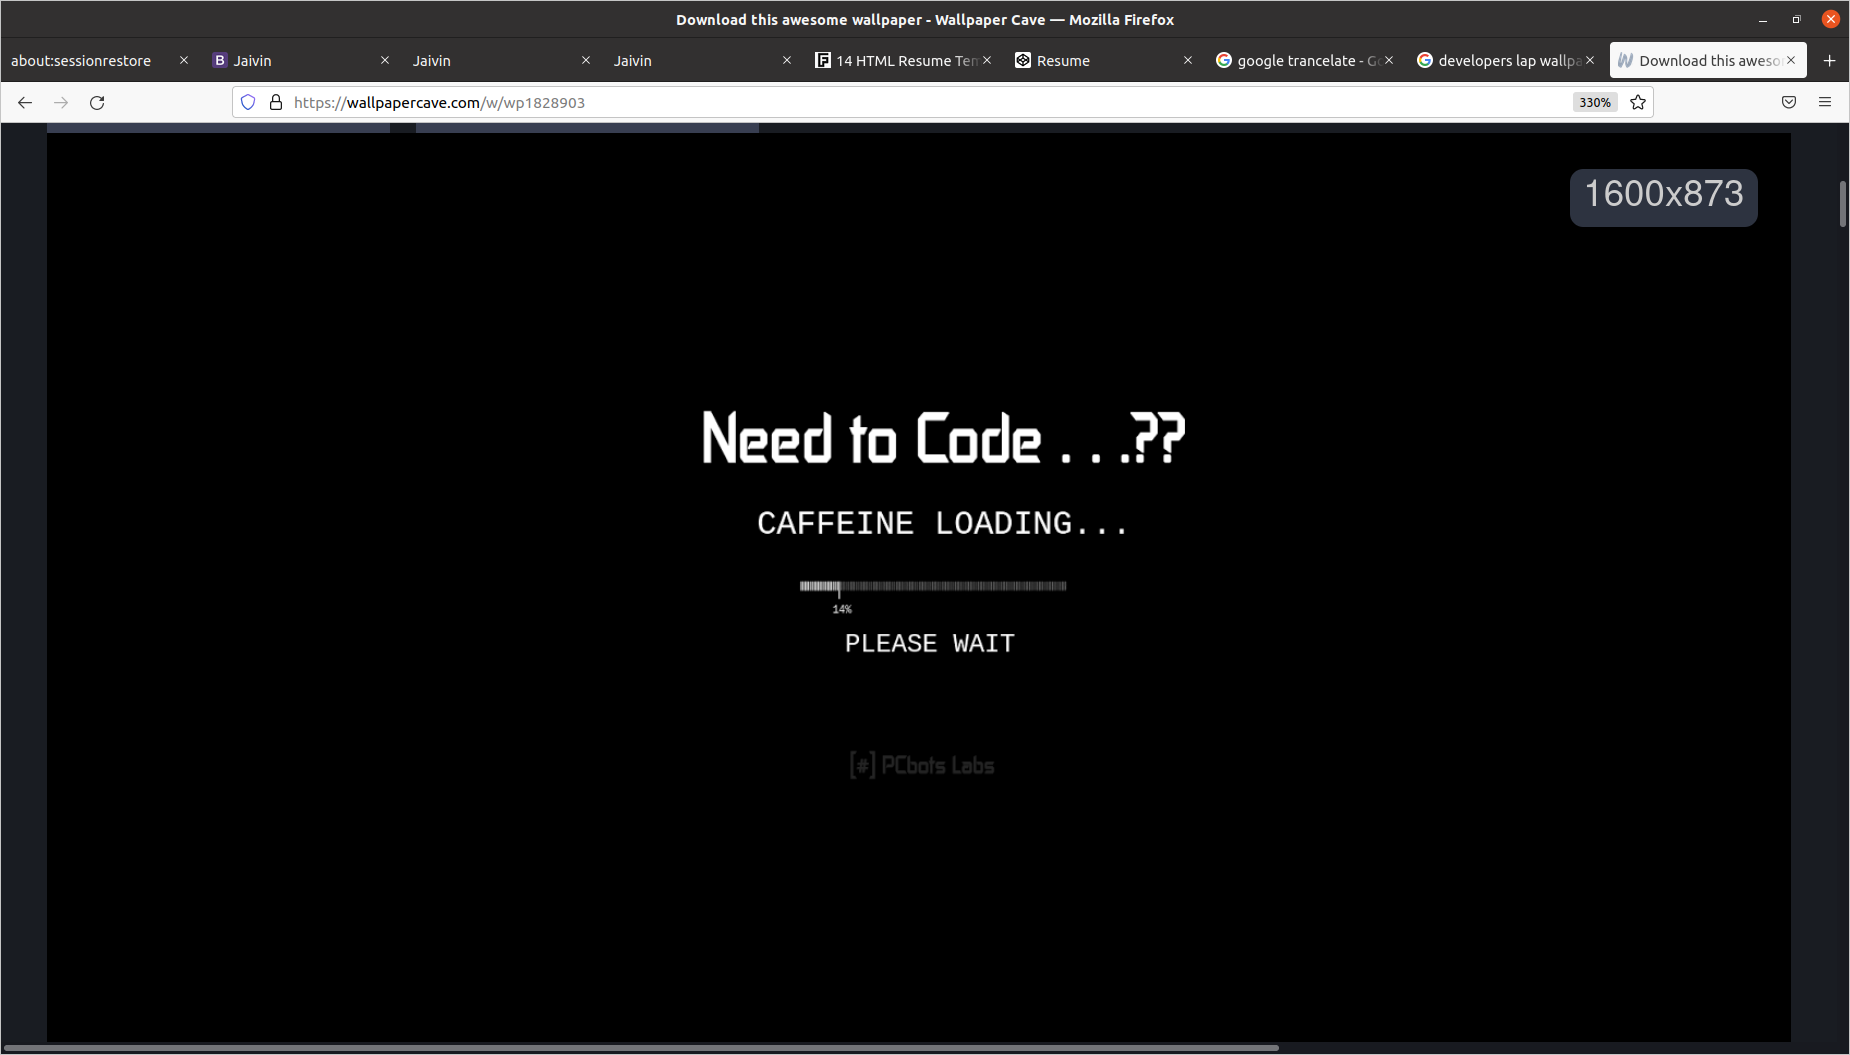 Download this awesome wallpaper - Wallpaper Cave — Mozilla Firefox
about:sessionrestore
B Jaivin
Jaivin
Jaivin
14 HTML Resume Tem
Resume
google trancelate - Go
developers lap wallpa
Download this aweso
https://wallpapercave.com/w/wp1828903
330%
1600x873
Need to Code . . .??
CAFFEINE LOADING...
14%
PLEASE WAIT
[#] PCbots Labs